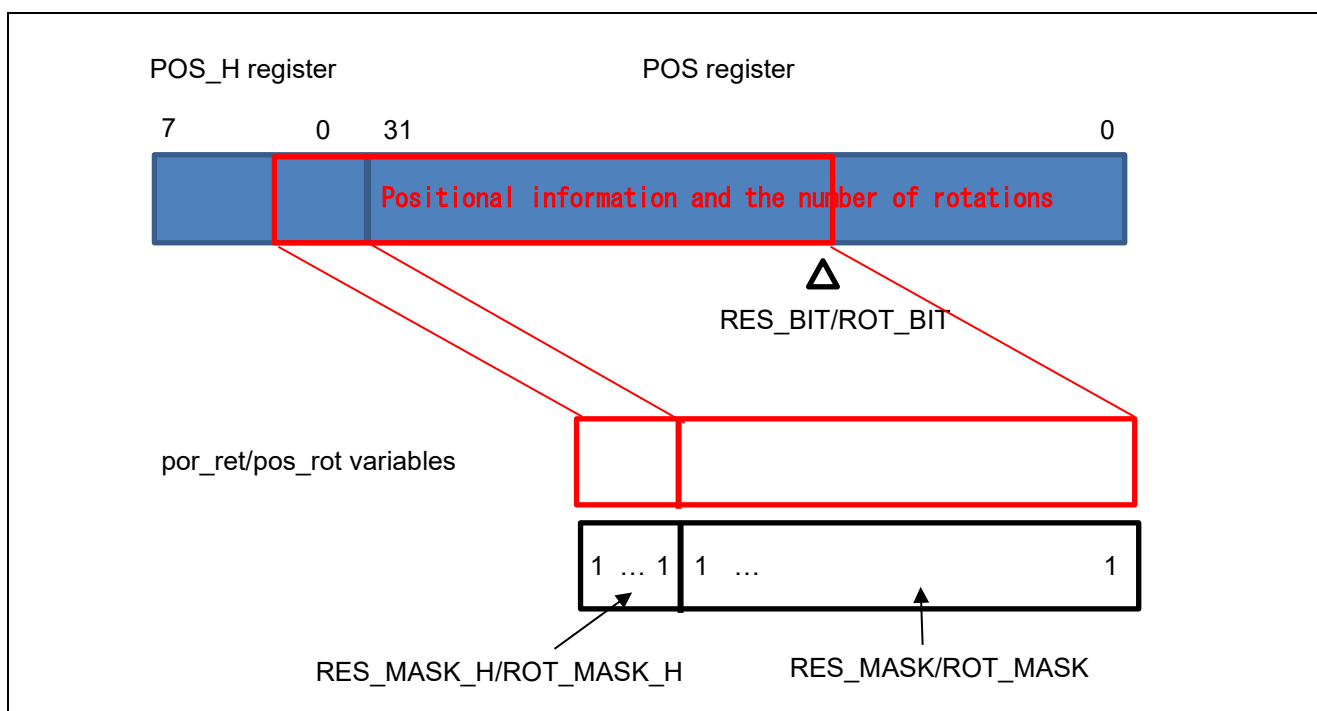 POS_H register POS register
7 0 31 0
Positional information and the number of rotations
RES_BIT/ROT_BIT
por_ret/pos_rot variables
1 … 1 1 … 1
RES_MASK_H/ROT_MASK_H RES_MASK/ROT_MASK